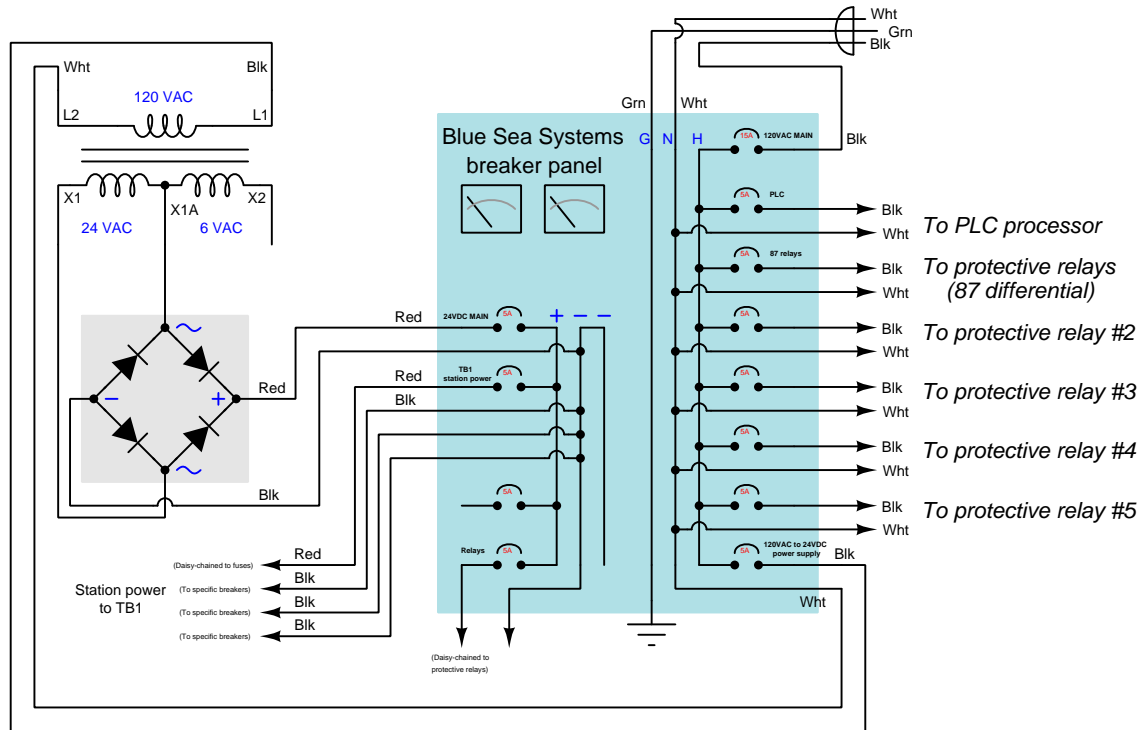 Wht
Grn
Blk
Wht
Blk
120 VAC
L2
L1
Grn
Wht
Blue Sea Systems
breaker panel
G
N
H
15A
120VAC MAIN
Blk
X1
X1A
X2
24 VAC
6 VAC
5A
PLC
Blk
Wht
To PLC processor
5A
87 relays
Blk
Wht
To protective relays
(87 differential)
Red
24VDC MAIN
5A
+
−
−
5A
Blk
Wht
To protective relay #2
−
+
Red
Red
Blk
TB1
station power
5A
5A
Blk
Wht
To protective relay #3
5A
Blk
Wht
To protective relay #4
Blk
5A
5A
Blk
Wht
To protective relay #5
Relays
5A
5A
120VAC to 24VDC
power supply
Blk
Wht
Station power
to TB1
(Daisy-chained to fuses)
Red
(To specific breakers)
Blk
(To specific breakers)
Blk
(To specific breakers)
Blk
(Daisy-chained to
protective relays)